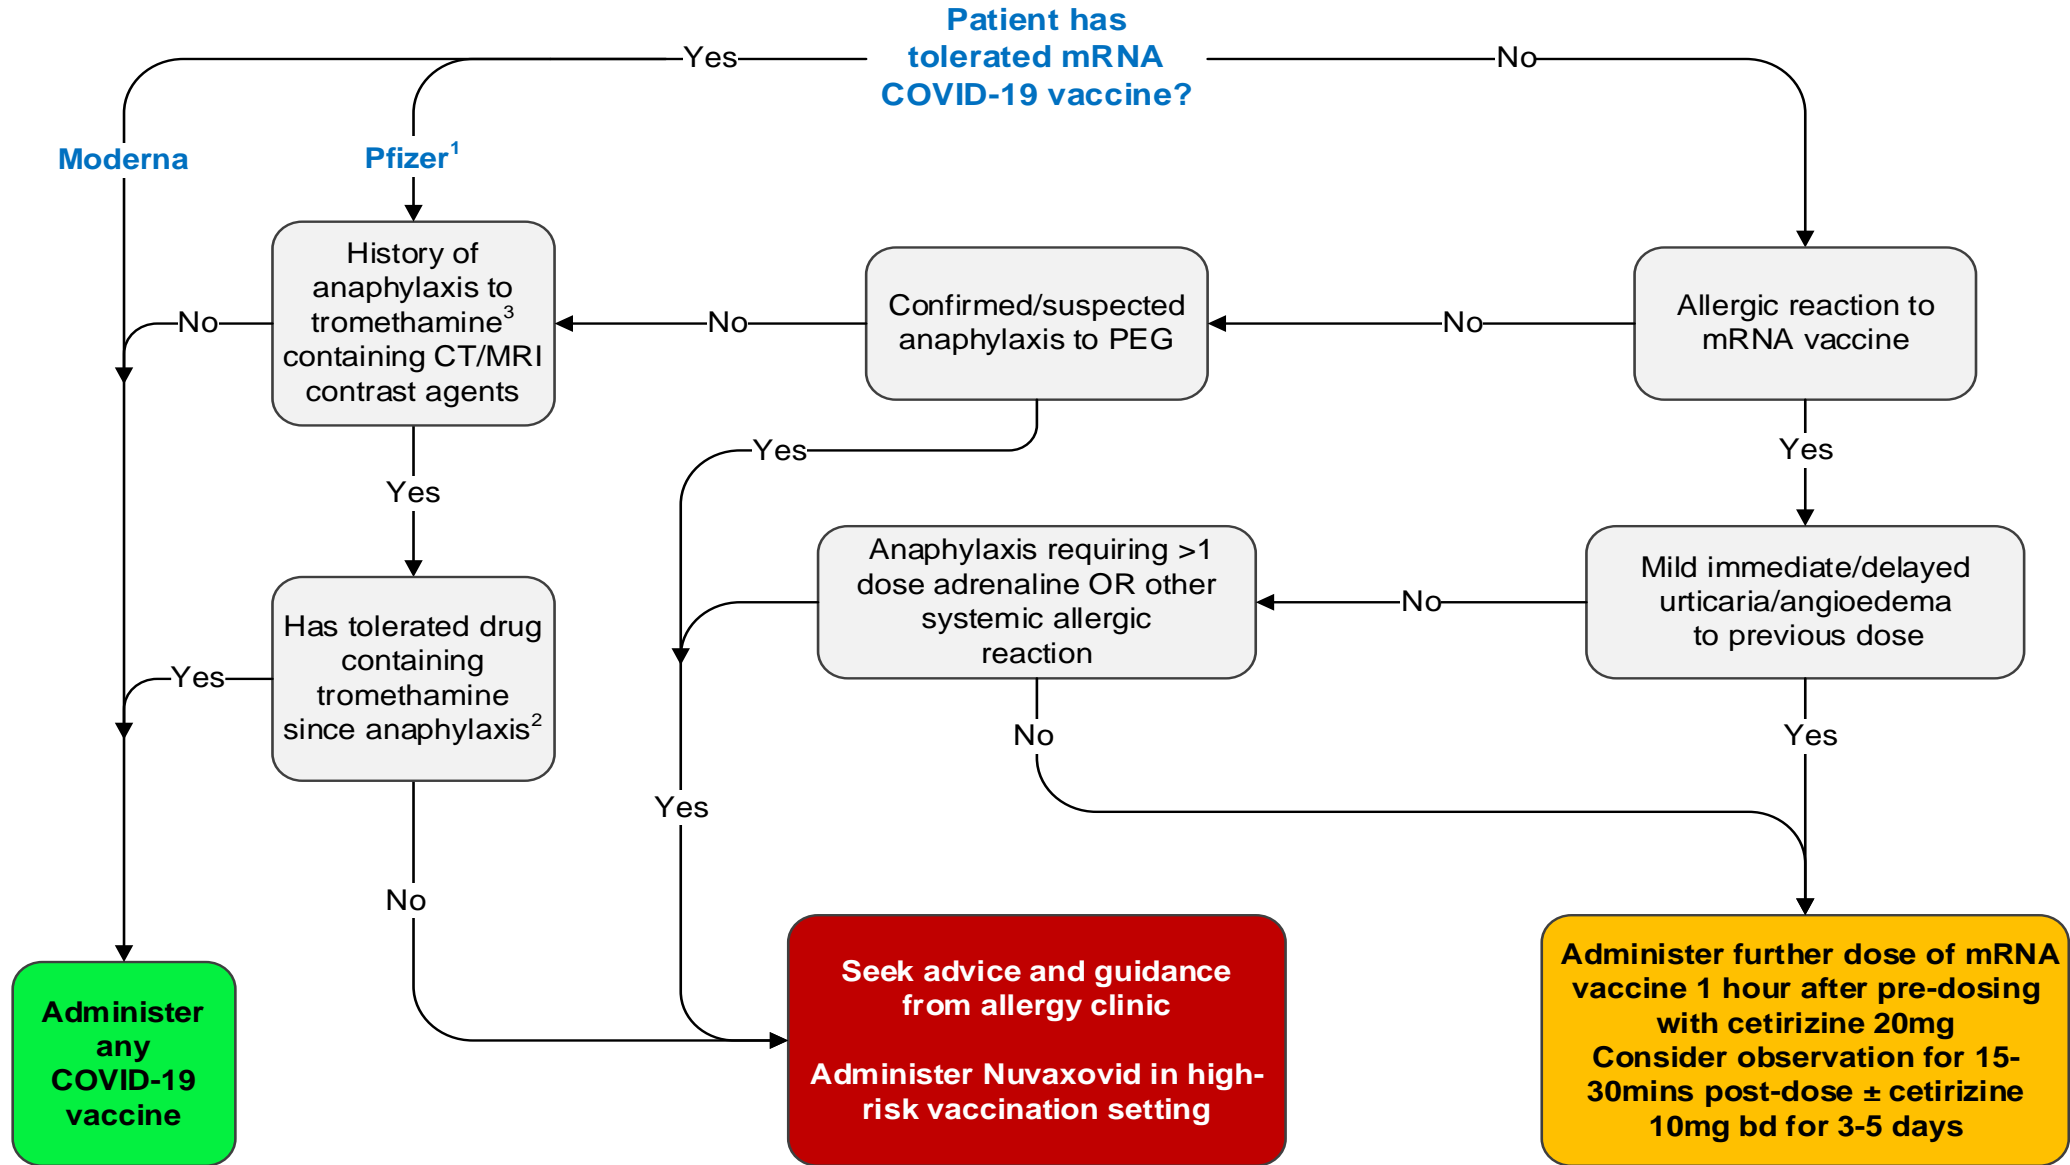 Patient has
tolerated mRNA
COVID-19 vaccine?
Yes
No
Moderna
Pfizer1
History of
anaphylaxis to
tromethamine3
containing CT/MRI
contrast agents
No
Confirmed/suspected
anaphylaxis to PEG
No
Allergic reaction to
mRNA vaccine
No
Yes
Yes
Yes
Has tolerated drug
containing
tromethamine
since anaphylaxis2
Yes
Anaphylaxis requiring >1
dose adrenaline OR other
systemic allergic
reaction
No
Mild immediate/delayed
urticaria/angioedema
to previous dose
No
Yes
Yes
No
Administer
any
COVID-19
vaccine
Seek advice and guidance
from allergy clinic
Administer Nuvaxovid in high-
risk vaccination setting
Administer further dose of mRNA
vaccine 1 hour after pre-dosing
with cetirizine 20mg
Consider observation for 15-
30mins post-dose ± cetirizine
10mg bd for 3-5 days